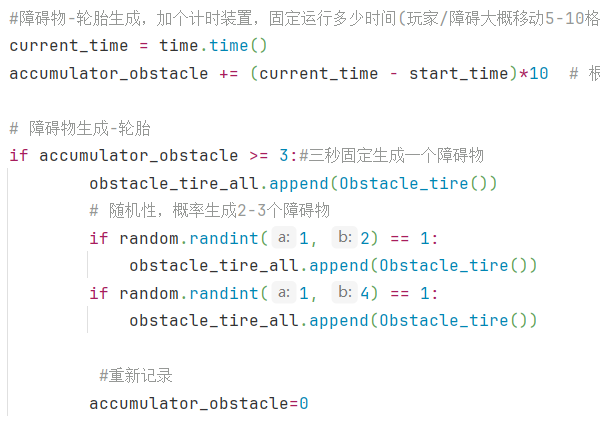 #障碍物-轮胎生成，加个计时装置，固定运行多少时间(玩家/障碍大概移动5-10格
current_time = time.time()
accumulator_obstacle += (current_time - start_time)*10  # 根
# 障碍物生成-轮胎
if accumulator_obstacle >= 3:#三秒固定生成一个障碍物
obstacle_tire_all.append(Obstacle_tire())
# 随机性，概率生成2-3个障碍物
if random.randint(a: 1, b: 2) == 1:
obstacle_tire_all.append(Obstacle_tire())
if random.randint(a: 1, b: 4) == 1:
obstacle_tire_all.append(Obstacle_tire())
#重新记录
accumulator_obstacle=0